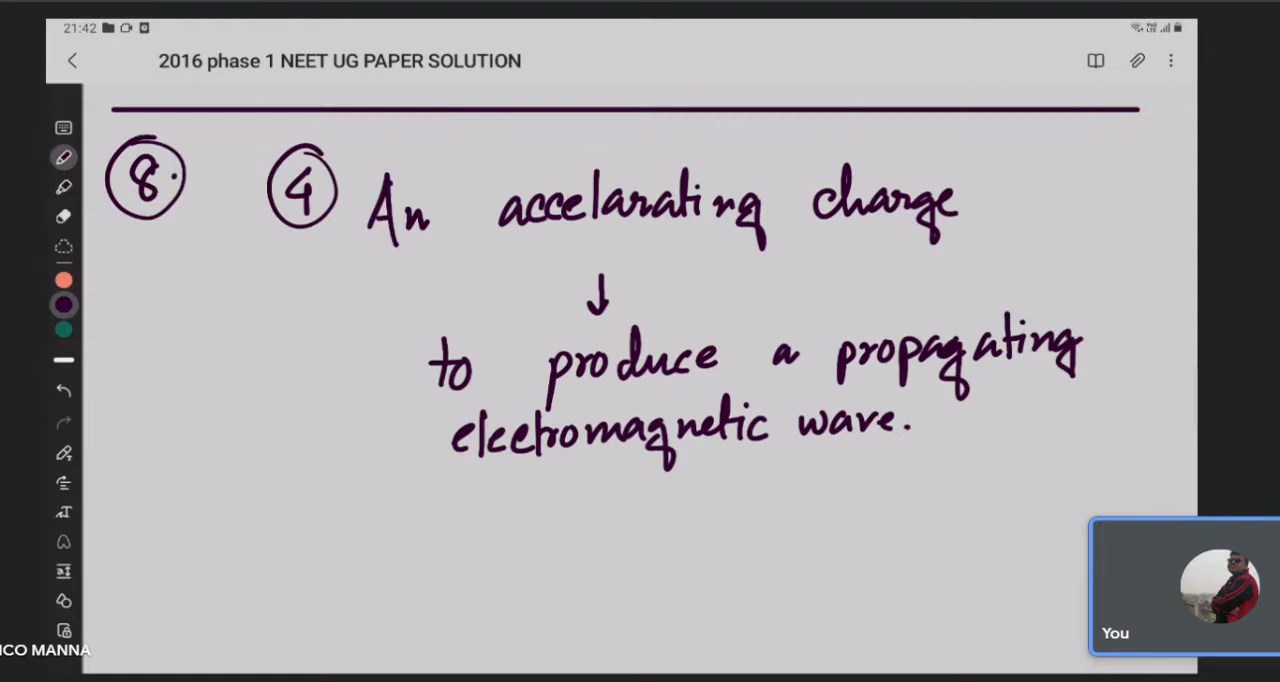 21:42
2016 phase 1 NEET UG PAPER SOLUTION
8. 4 An accelarating charge
↓
to produce a propagating
electromagnetic wave.
You
ICO MANNA